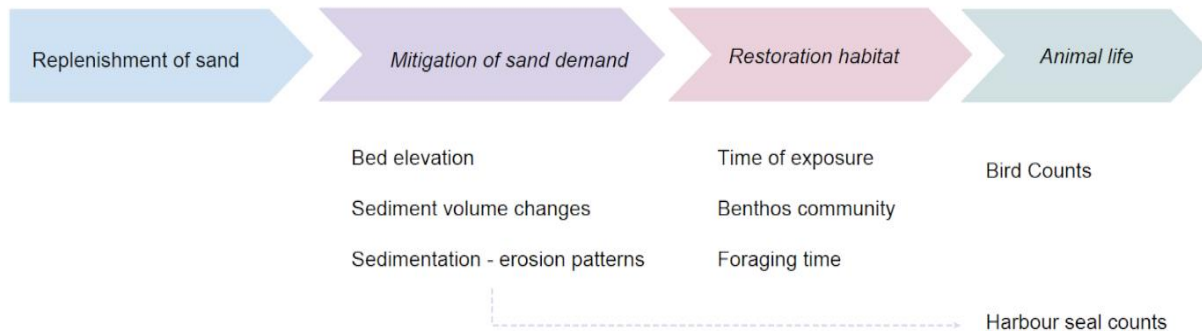 Replenishment of sand
Mitigation of sand demand
Restoration habitat
Animal life
Bed elevation
Sediment volume changes
Sedimentation - erosion patterns
Time of exposure
Benthos community
Foraging time
Bird Counts
Harbour seal counts